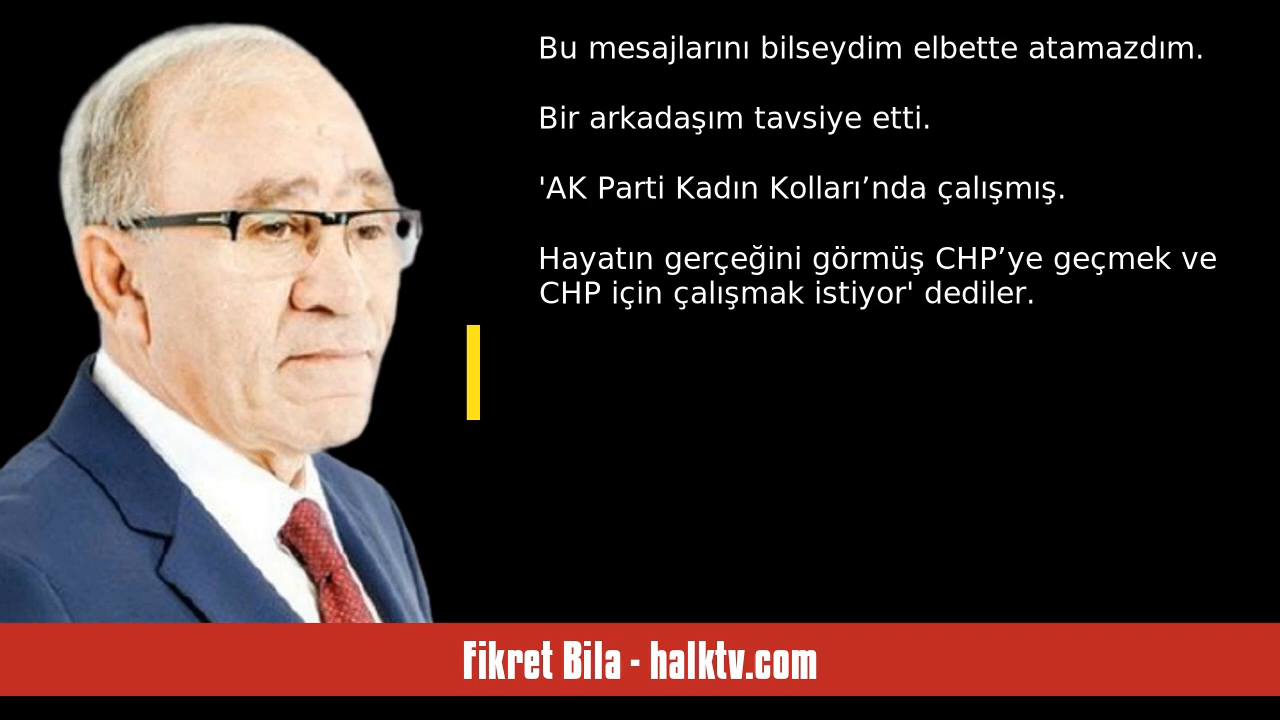 Bu mesajlarını bilseydim elbette atamazdım.
Bir arkadaşım tavsiye etti.
'AK Parti Kadın Kolları’nda çalışmış.
Hayatın gerçeğini görmüş CHP’ye geçmek ve
CHP için çalışmak istiyor' dediler.
Fikret Bila - halktv.com